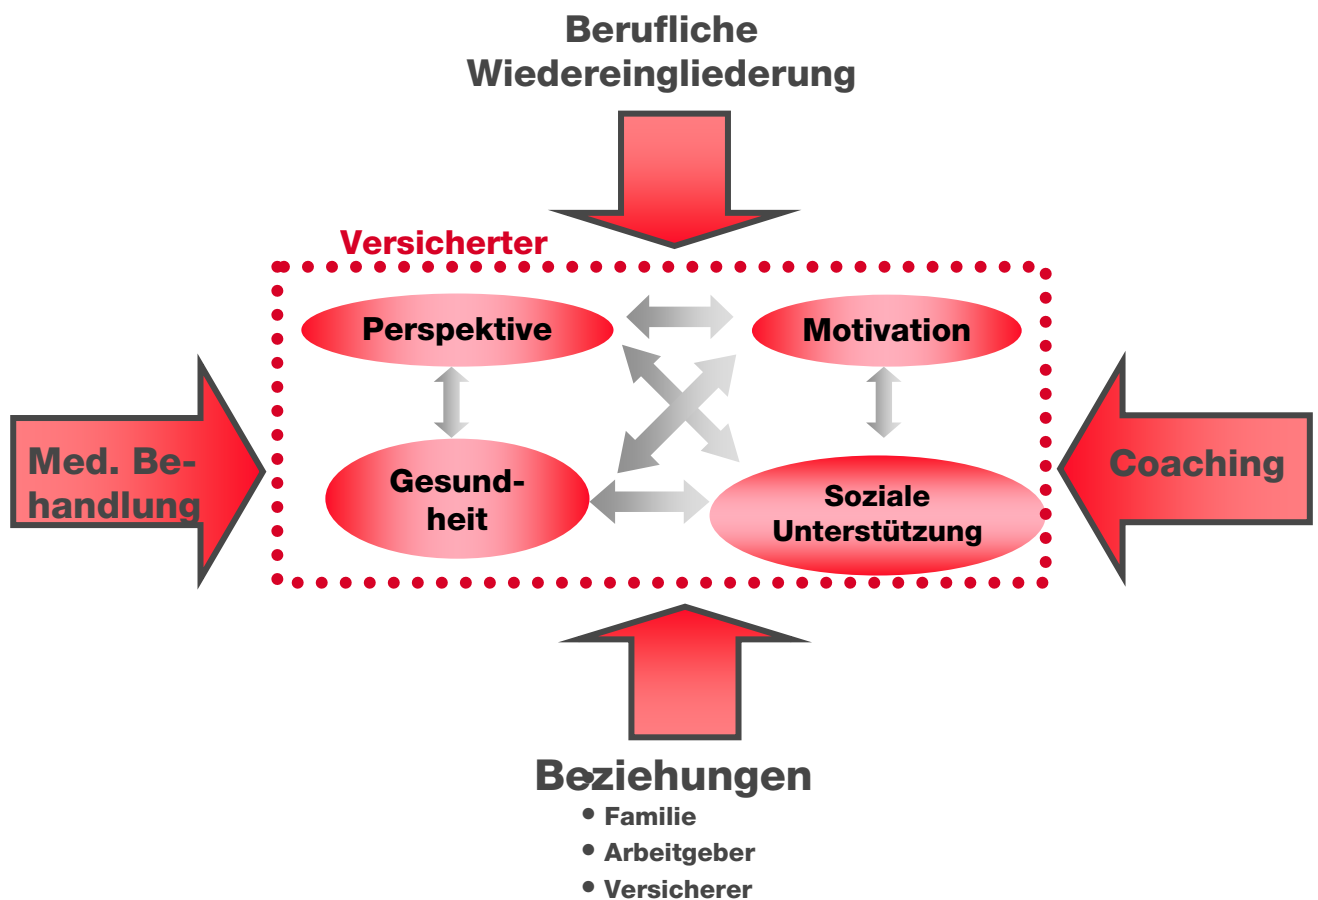 Berufliche
Wiedereingliederung
Versicherter
Perspektive
Motivation
Med. Be-
handlung
Gesund-
heit
Soziale
Unterstützung
Coaching
Beziehungen
• Familie
• Arbeitgeber
• Versicherer